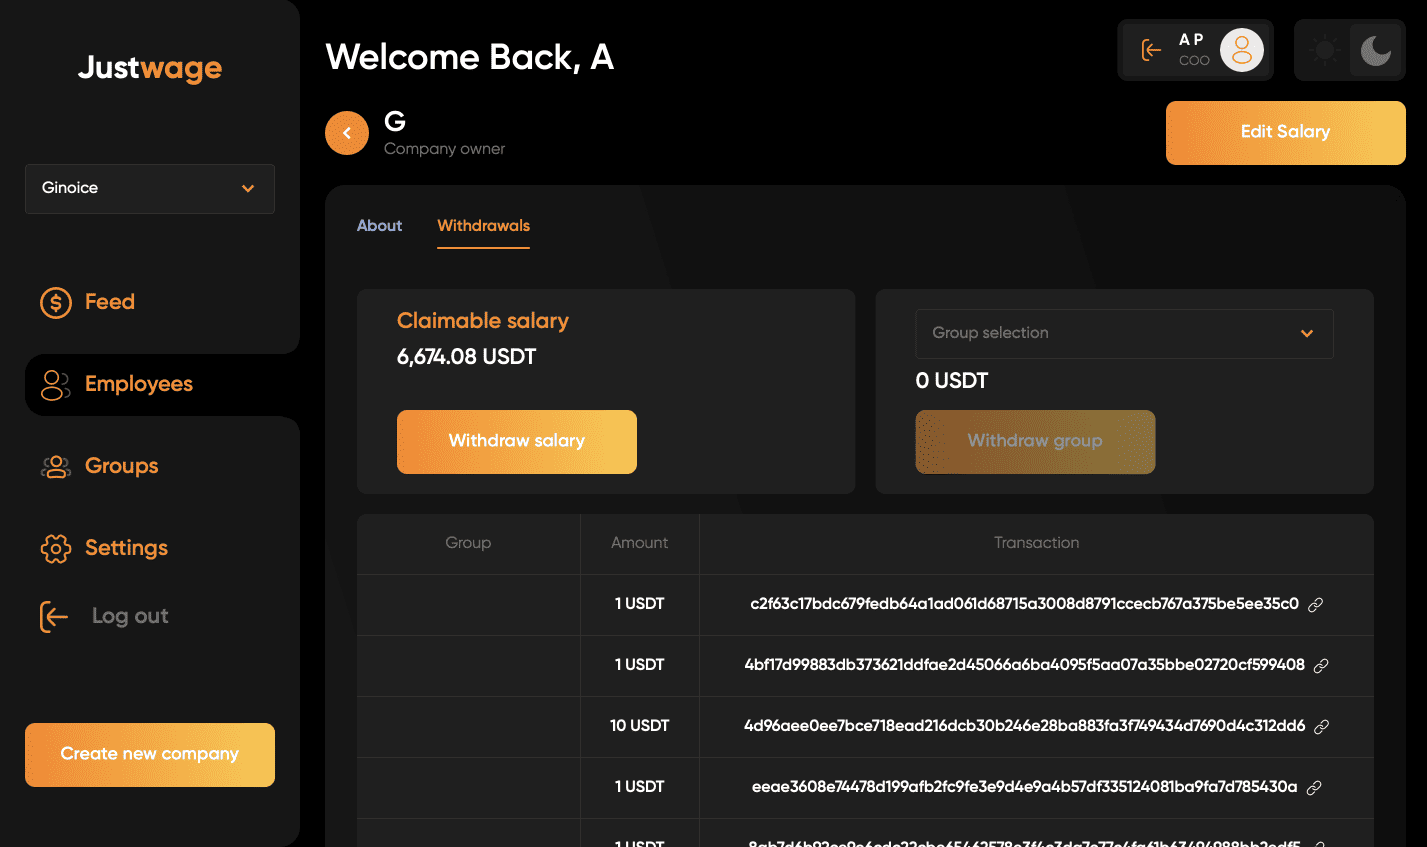 Justwage
Welcome Back, A
A P
COO
G
Company owner
Edit Salary
Ginoice
Feed
Employees
Groups
Settings
Log out
Create new company
About
Withdrawals
Claimable salary
6,674.08 USDT
Withdraw salary
Group selection
0 USDT
Withdraw group
Group Amount Transaction
1 USDT c2f63c17bdc679fedb64a1ad061d68715a3008d8791ccecb767a375be5ee35c0
1 USDT 4bf17d99883db373621ddfae2d45066a6ba4095f5aa07a35bbe02720cf599408
10 USDT 4d96aee0ee7bce718ead216dcb30b246e28ba883fa3f749434d7690d4c312dd6
1 USDT eeae3608e74478d199afb2fc9fe3e9d4e9a4b57df335124081ba9fa7d785430a
1 USDT